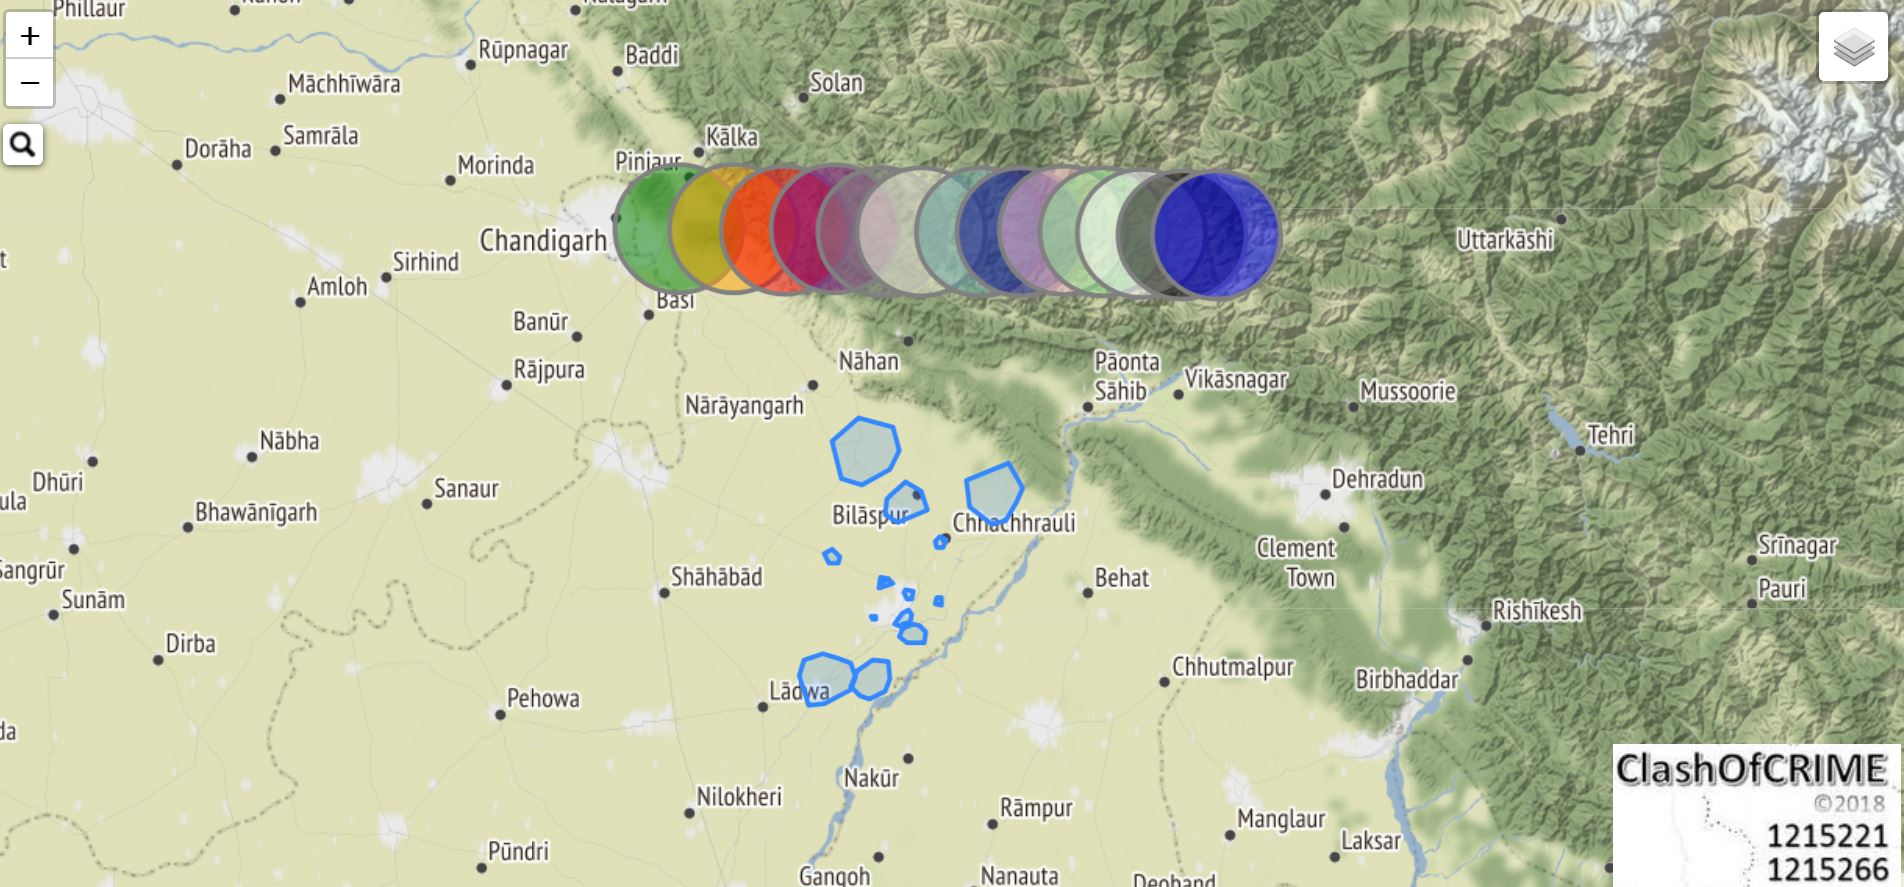 Phillaur
+
−
Rūpnagar
Baddi
Māchhīwāra
Solan
Samrāla
Kālka
Dorāha
Morinda
Pinjaur
Chandigarh
Uttarkāshi
Sirhind
Amloh
Basi
Banūr
Nāhan
Pāonta
Sāhib
Rājpura
Vikāsnagar
Mussoorie
Nārāyangarh
Nābha
Tehri
Dhūri
Sanaur
Dehradun
ula
Bhawānīgarh
Bilāspur
Chhachhrauli
Clement
Town
Srīnagar
Sangrūr
Shāhābād
Behat
Pauri
Sunām
Rishīkesh
Dirba
Chhutmalpur
Birbhaddar
Lādwa
Pehowa
da
Nakūr
ClashOfCRIME
©2018
Nilokheri
Rāmpur
Manglaur
1215221
Laksar
1215266
Pūndri
Gangoh
Nanauta
Deoband